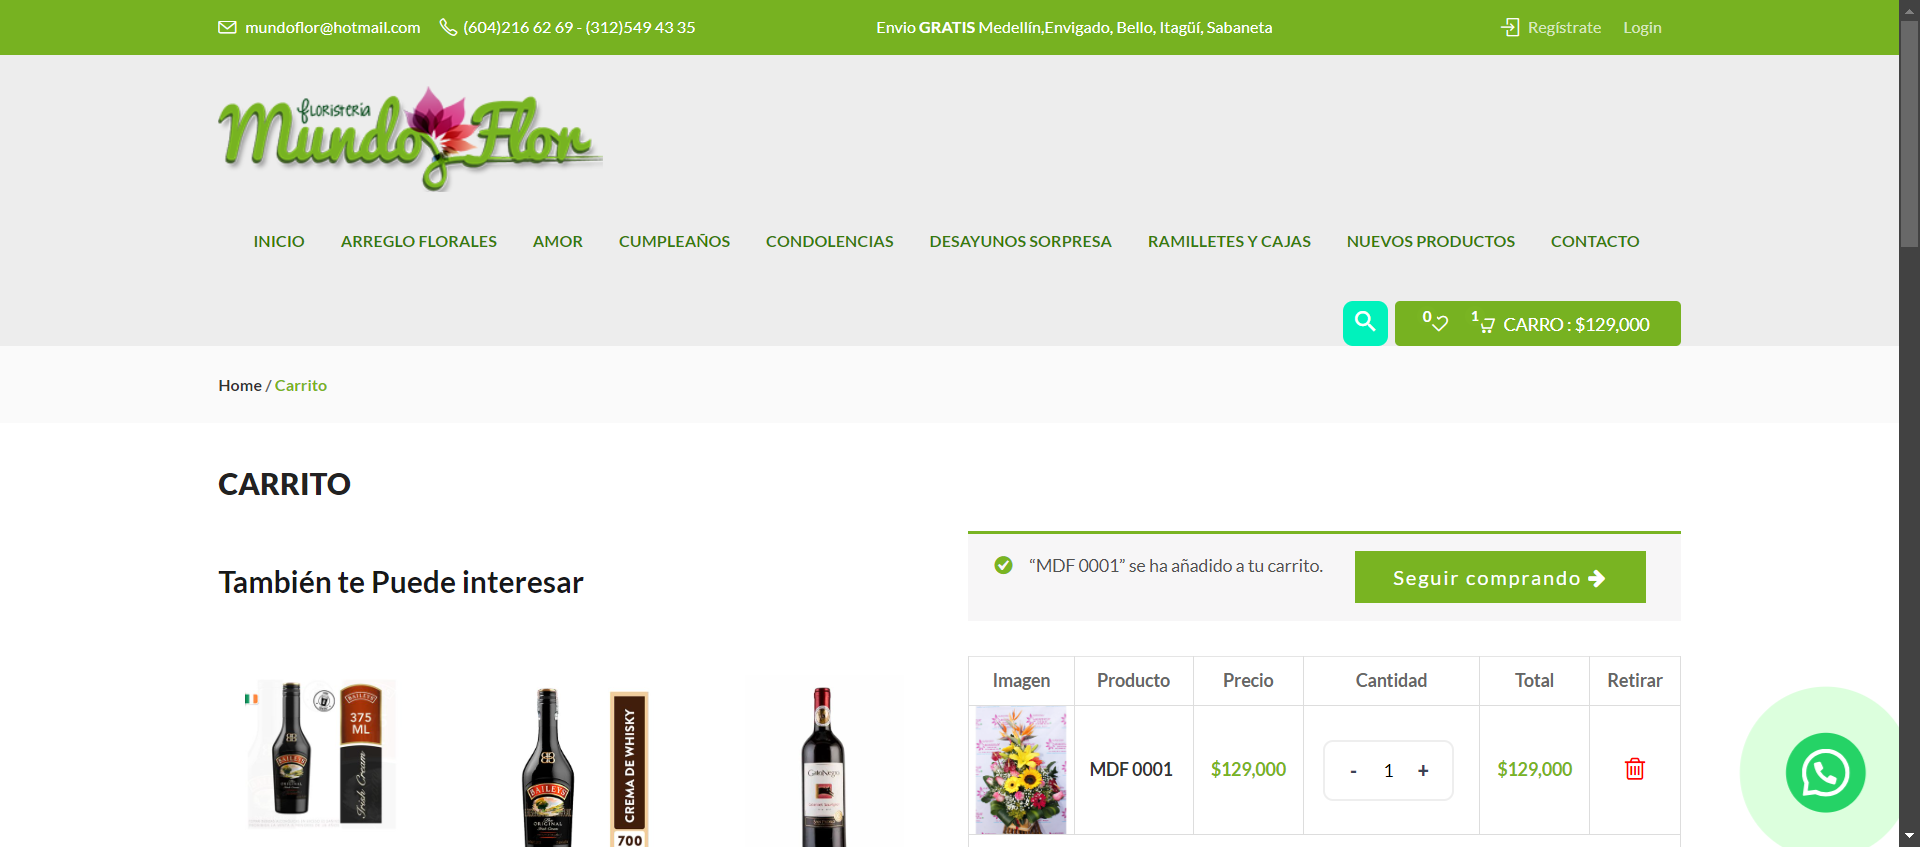 mundoflor@hotmail.com (604)216 62 69 - (312)549 43 35 Envio GRATIS Medellín,Envigado, Bello, Itagüí, Sabaneta Regístrate Login
floristeria
Mundo Flor
INICIO ARREGLO FLORALES AMOR CUMPLEAÑOS CONDOLENCIAS DESAYUNOS SORPRESA RAMILLETES Y CAJAS NUEVOS PRODUCTOS CONTACTO
0 1 CARRO : $129,000
Home / Carrito
CARRITO
“MDF 0001” se ha añadido a tu carrito. Seguir comprando
También te Puede interesar
Imagen Producto Precio Cantidad Total Retirar
MDF 0001 $129,000 - 1 + $129,000
BAILEYS
375
ML
Irish Cream
BAILEYS
ORIGINAL
CREMA DE WHISKY
700
GatoNegro